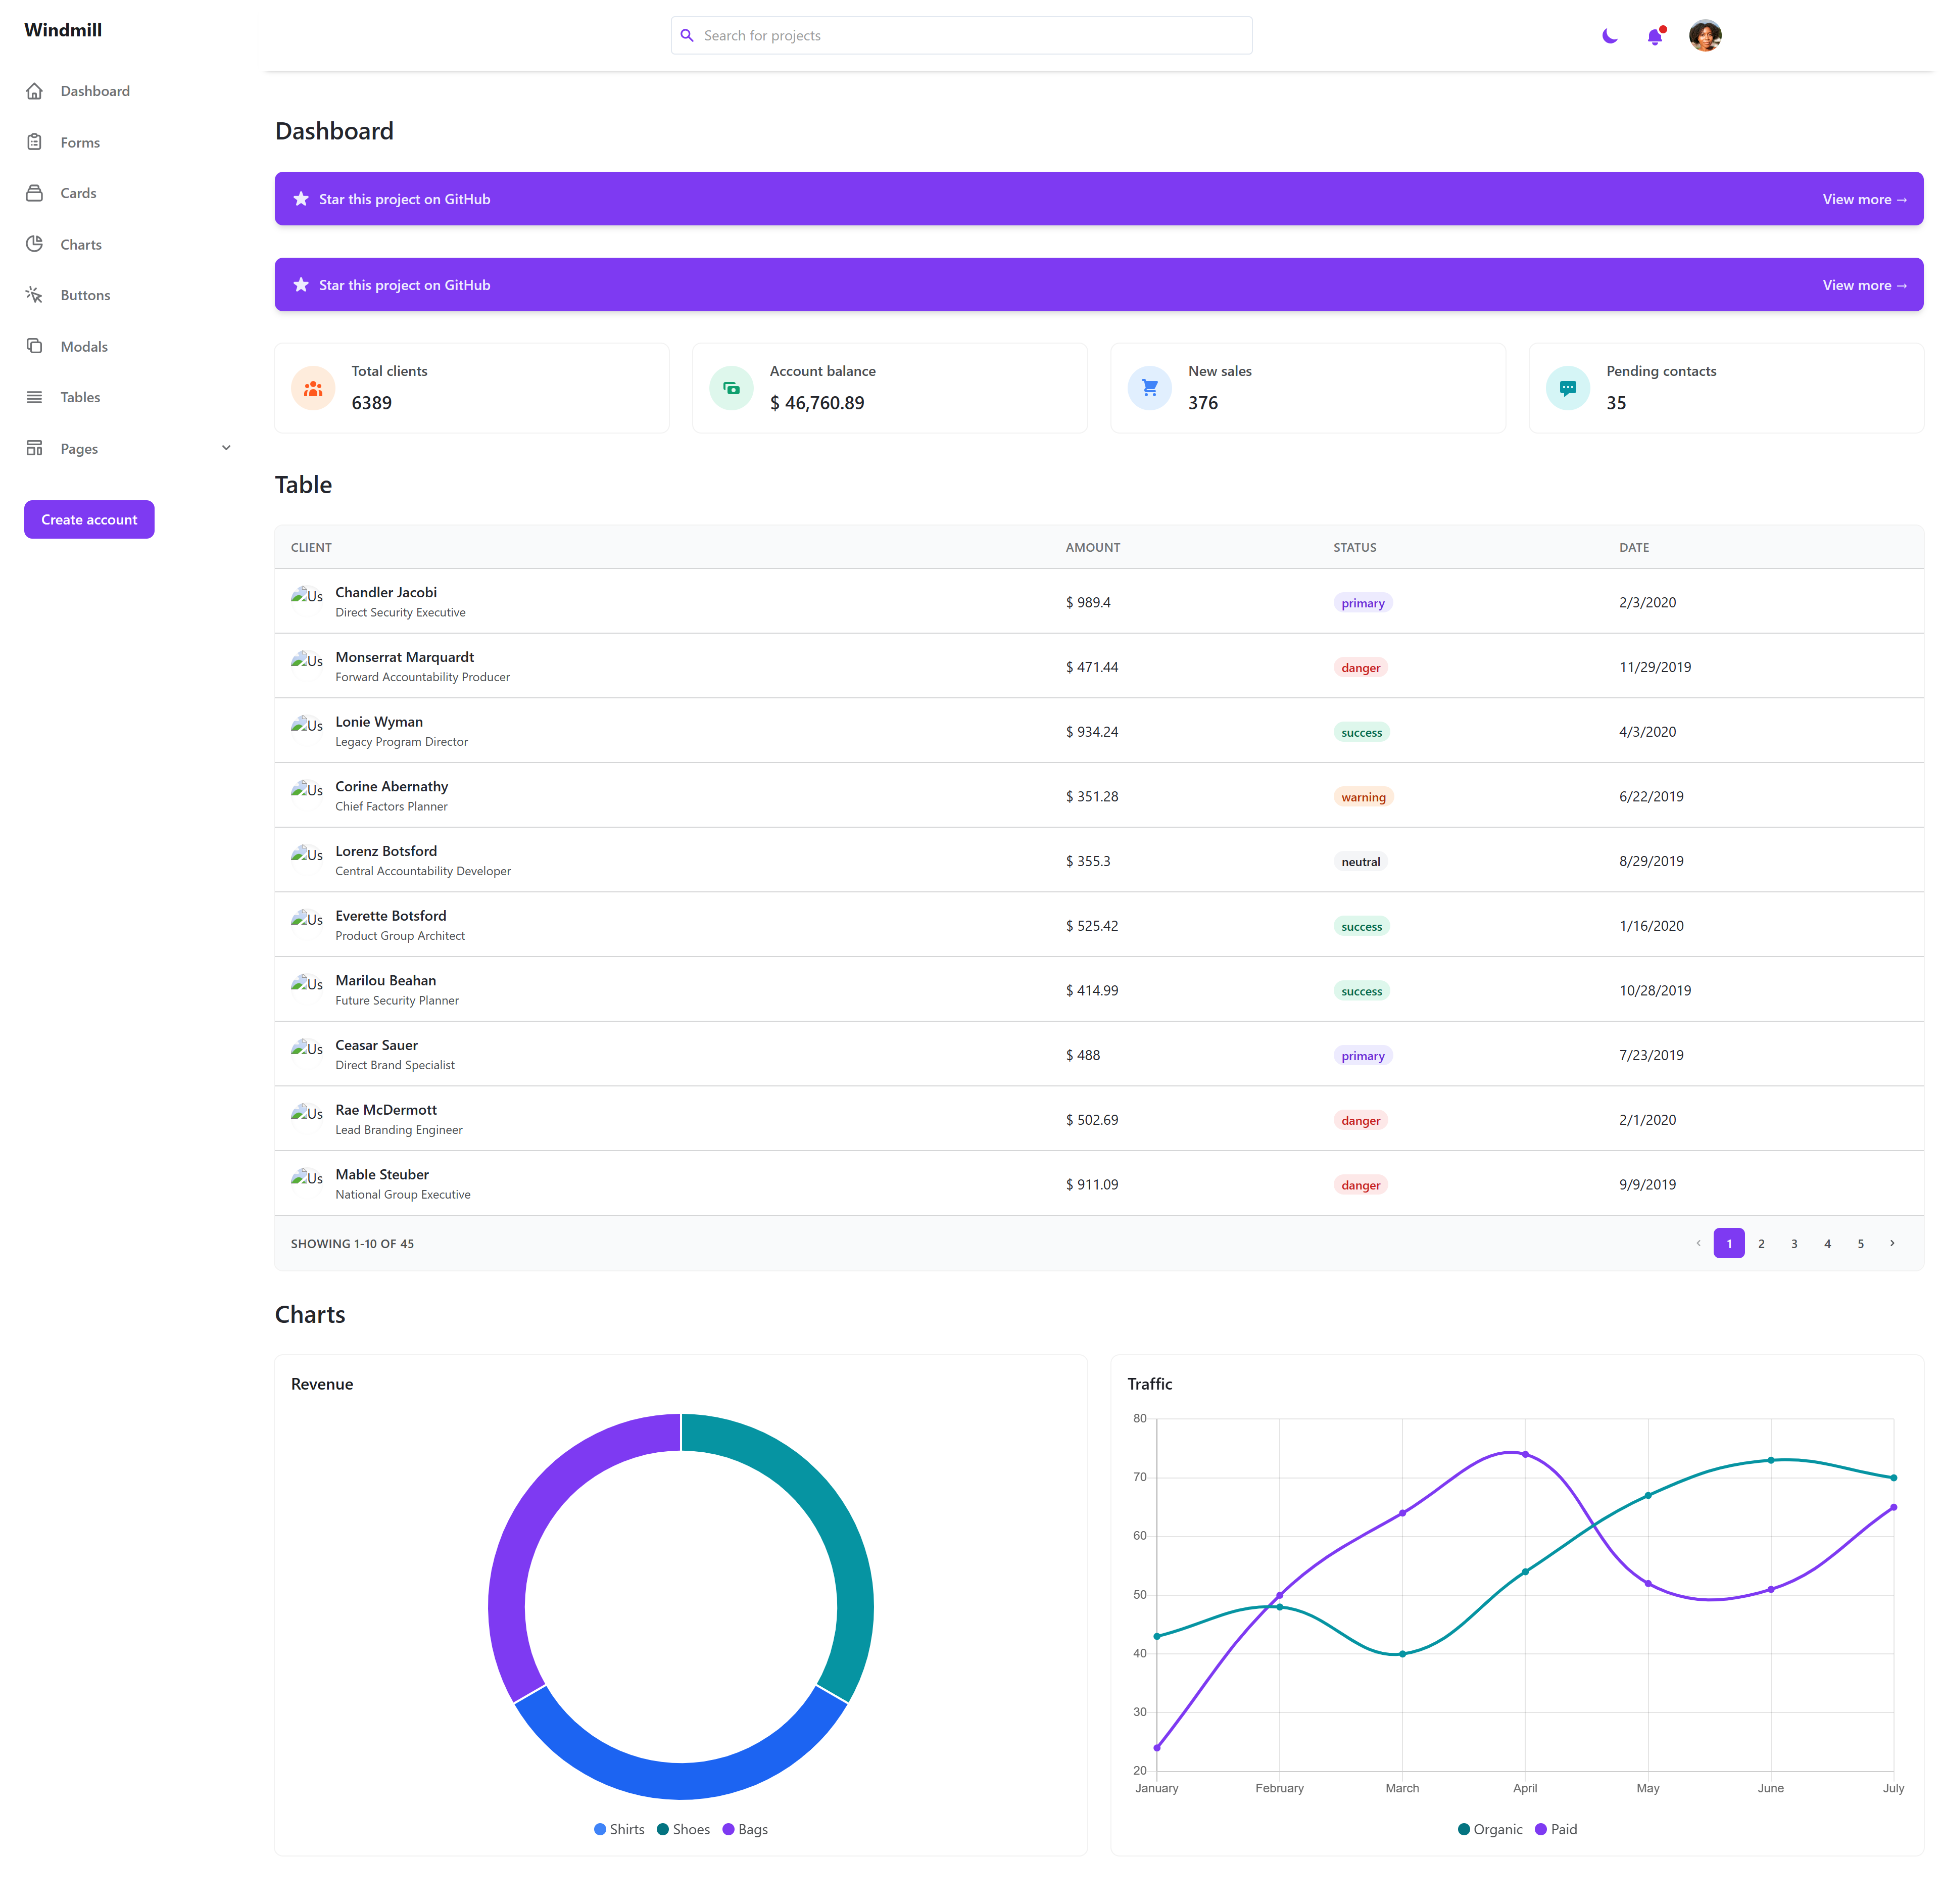 Windmill
Search for projects
Dashboard
Forms
Cards
Charts
Buttons
Modals
Tables
Pages
Create account
Dashboard
Star this project on GitHub
View more →
Star this project on GitHub
View more →
Total clients
6389
Account balance
$ 46,760.89
New sales
376
Pending contacts
35
Table
CLIENT AMOUNT STATUS DATE
Us
Chandler Jacobi
Direct Security Executive
$ 989.4 primary 2/3/2020
Us
Monserrat Marquardt
Forward Accountability Producer
$ 471.44 danger 11/29/2019
Us
Lonie Wyman
Legacy Program Director
$ 934.24 success 4/3/2020
Us
Corine Abernathy
Chief Factors Planner
$ 351.28 warning 6/22/2019
Us
Lorenz Botsford
Central Accountability Developer
$ 355.3 neutral 8/29/2019
Us
Everette Botsford
Product Group Architect
$ 525.42 success 1/16/2020
Us
Marilou Beahan
Future Security Planner
$ 414.99 success 10/28/2019
Us
Ceasar Sauer
Direct Brand Specialist
$ 488 primary 7/23/2019
Us
Rae McDermott
Lead Branding Engineer
$ 502.69 danger 2/1/2020
Us
Mable Steuber
National Group Executive
$ 911.09 danger 9/9/2019
SHOWING 1-10 OF 45
1 2 3 4 5
Charts
Revenue
Shirts Shoes Bags
Traffic
80
70
60
50
40
30
20
January February March April May June July
Organic Paid